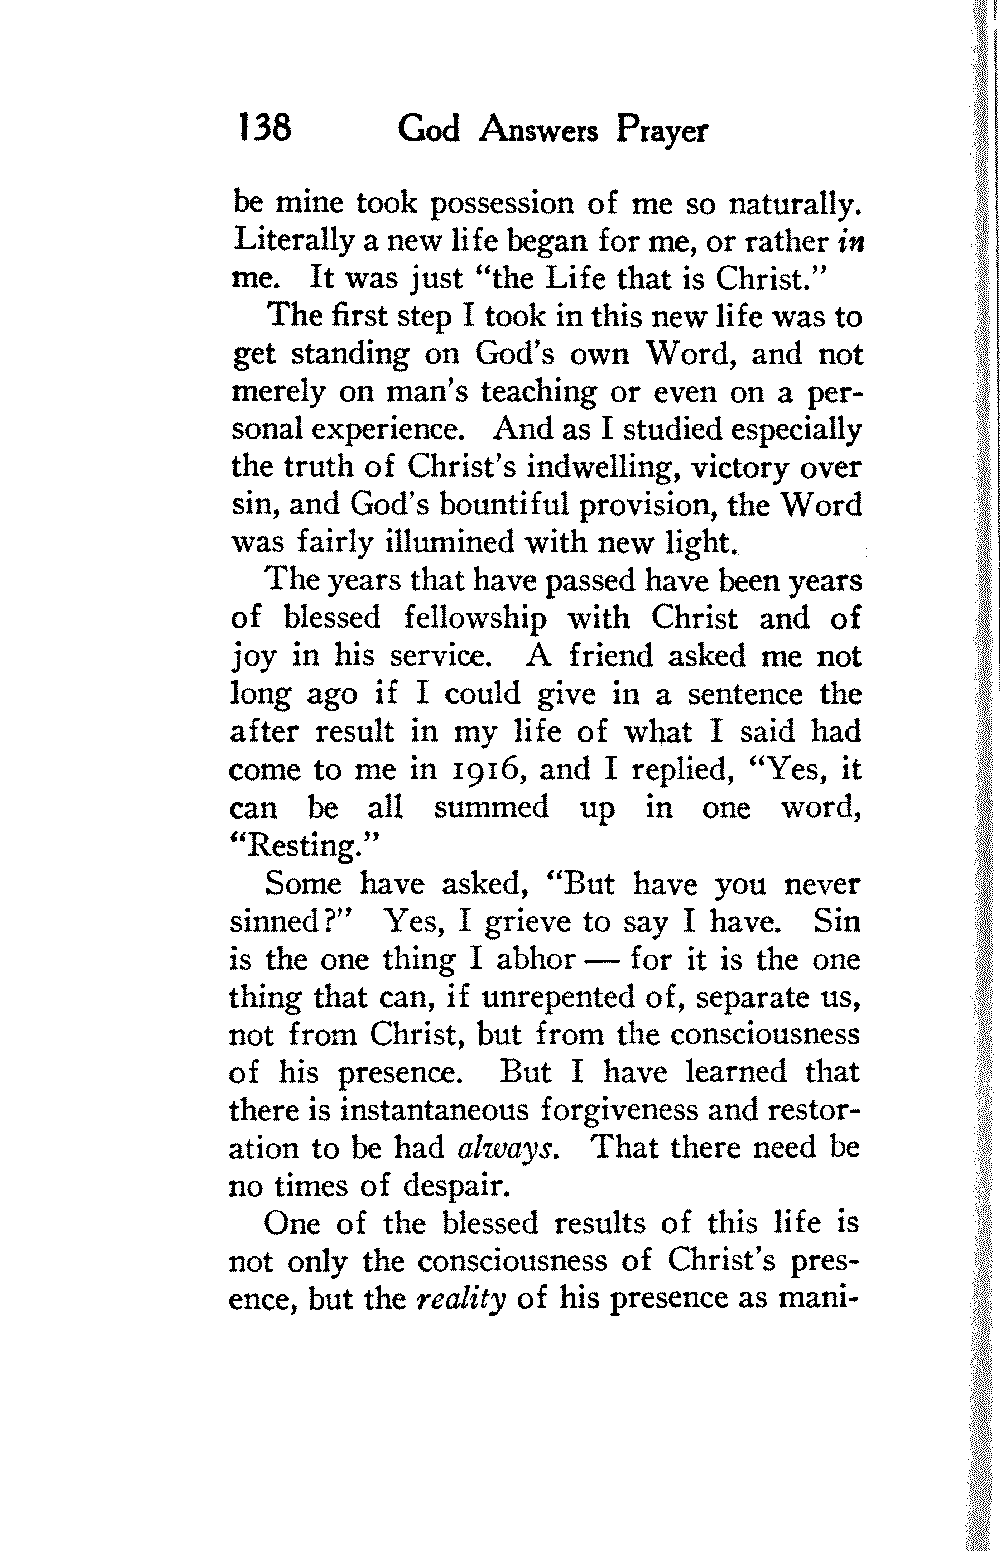 138 God Answers Prayer
be mine took possession of me so naturally.
Literally a new life began for me, or rather in
me. It was just “the Life that is Christ.”
The first step I took in this new life was to
get standing on God's own Word, and not
merely on man's teaching or even on a per-
sonal experience. And as I studied especially
the truth of Christ's indwelling, victory over
sin, and God's bountiful provision, the Word
was fairly illumined with new light.
The years that have passed have been years
of blessed fellowship with Christ and of
joy in his service. A friend asked me not
long ago if I could give in a sentence the
after result in my life of what I said had
come to me in 1916, and I replied, “Yes, it
can be all summed up in one word,
“Resting.”
Some have asked, “But have you never
sinned?” Yes, I grieve to say I have. Sin
is the one thing I abhor — for it is the one
thing that can, if unrepented of, separate us,
not from Christ, but from the consciousness
of his presence. But I have learned that
there is instantaneous forgiveness and restor-
ation to be had always. That there need be
no times of despair.
One of the blessed results of this life is
not only the consciousness of Christ's pres-
ence, but the reality of his presence as mani-